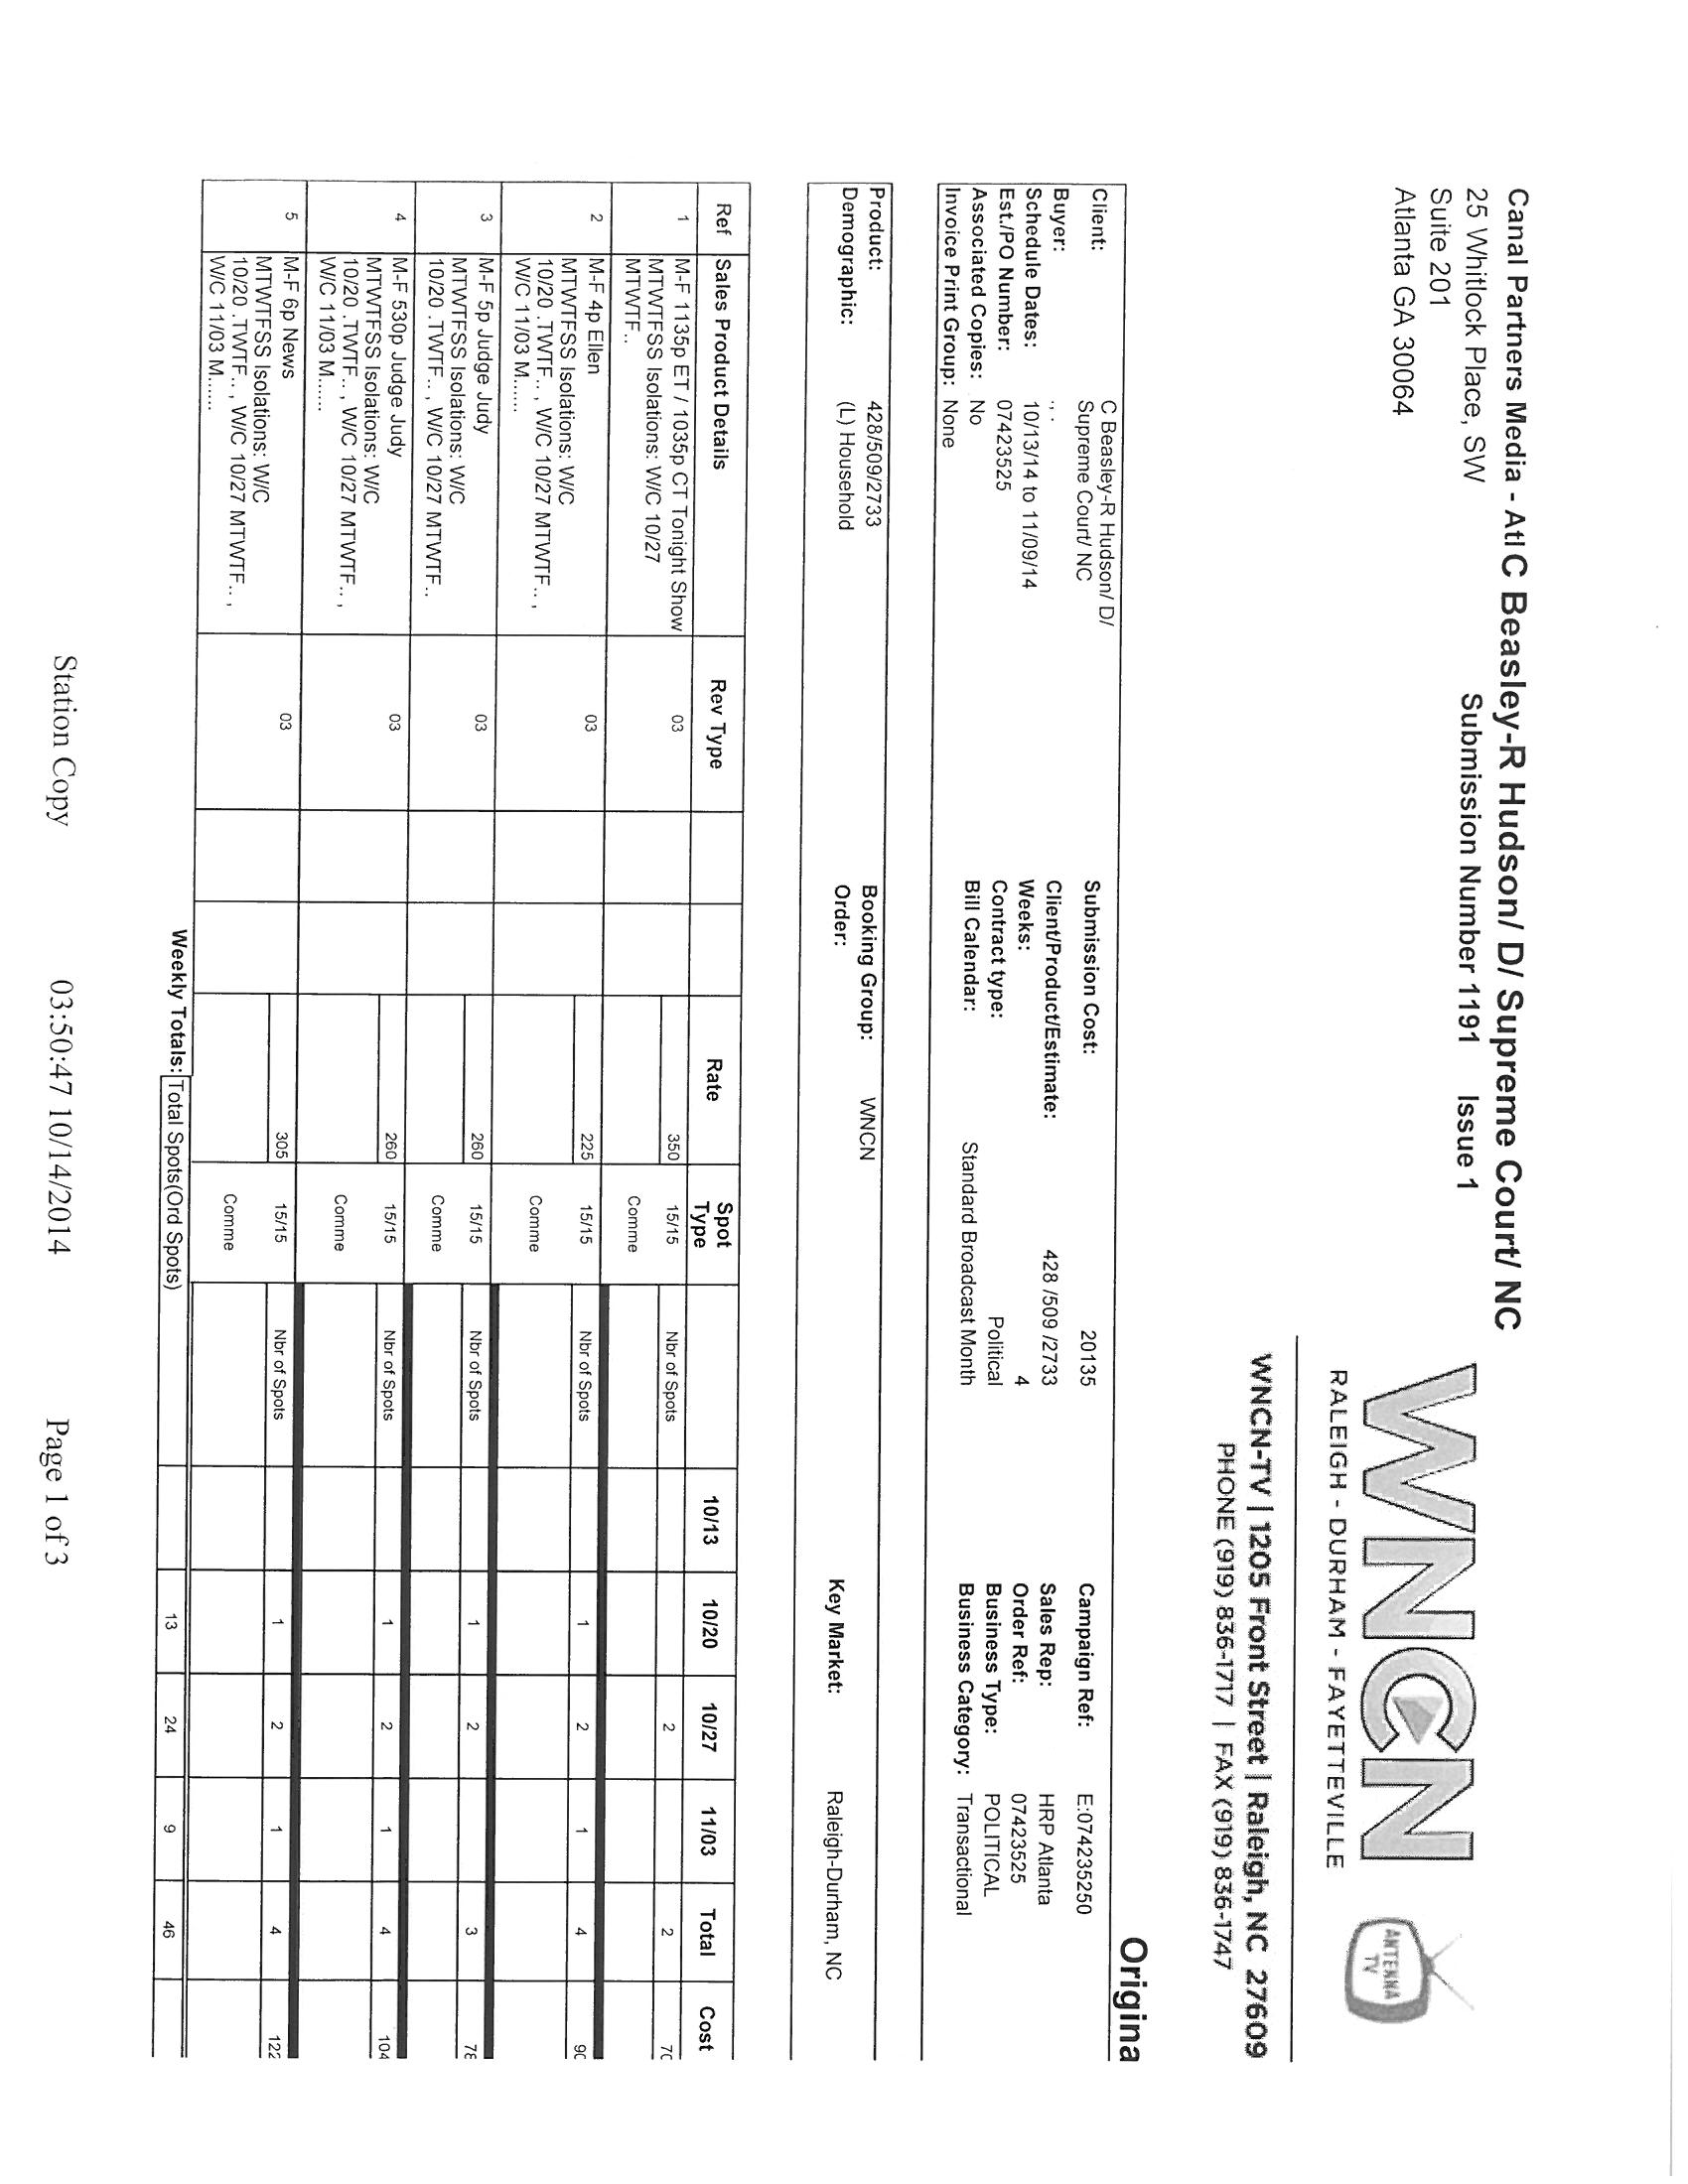 Canal Partners Media - Atl C Beasley-R Hudson/ D/ Supreme Court/ NC
25 Whitlock Place, SW
Submission Number 1191 Issue 1
Suite 201
Atlanta GA 30064
WNCN
RALEIGH - DURHAM - FAYETTEVILLE
ANTENNA
TV
WNCN-TV | 1205 Front Street | Raleigh, NC 27609
PHONE (919) 836-1717 | FAX (919) 836-1747
Origina
Client: C Beasley-R Hudson/ D/ Submission Cost: 20135 Campaign Ref: E:074235250
Supreme Court/ NC
Buyer: ., . Client/Product/Estimate: 428 /509 /2733 Sales Rep: HRP Atlanta
Schedule Dates: 10/13/14 to 11/09/14 Weeks: 4 Order Ref: 07423525
Est./PO Number: 07423525 Contract type: Political Business Type: POLITICAL
Associated Copies: No Bill Calendar: Standard Broadcast Month Business Category: Transactional
Invoice Print Group: None
Product: 428/509/2733 Booking Group: WNCN
Demographic: (L) Household Order: Key Market: Raleigh-Durham, NC
Ref Sales Product Details Rev Type Rate Spot Type 10/13 10/20 10/27 11/03 Total Cost
1 M-F 1135p ET / 1035p CT Tonight Show 03 350 15/15 Nbr of Spots 2 2 70
MTWTFSS Isolations: W/C 10/27 Comme
MTWTF..
2 M-F 4p Ellen 03 225 15/15 Nbr of Spots 1 2 1 4 90
MTWTFSS Isolations: W/C
10/20 .TWTF.. , W/C 10/27 MTWTF.. , Comme
W/C 11/03 M......
3 M-F 5p Judge Judy 03 260 15/15 Nbr of Spots 1 2 3 78
MTWTFSS Isolations: W/C
10/20 .TWTF.. , W/C 10/27 MTWTF.. Comme
4 M-F 530p Judge Judy 03 260 15/15 Nbr of Spots 1 2 1 4 104
MTWTFSS Isolations: W/C
10/20 .TWTF.. , W/C 10/27 MTWTF.. , Comme
W/C 11/03 M......
5 M-F 6p News 03 305 15/15 Nbr of Spots 1 2 1 4 122
MTWTFSS Isolations: W/C
10/20 .TWTF.. , W/C 10/27 MTWTF.. , Comme
W/C 11/03 M......
Weekly Totals: Total Spots(Ord Spots) 13 24 9 46
Station Copy 03:50:47 10/14/2014 Page 1 of 3